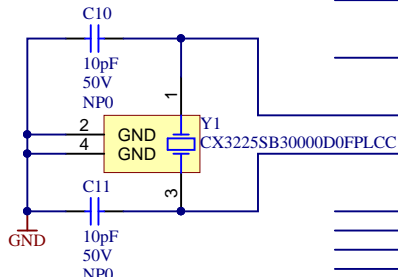 C10
10pF
50V
NP0
1
2
GND
Y1
4
GND
CX3225SB30000D0FPLCC
C11
3
GND
10pF
50V
NP0